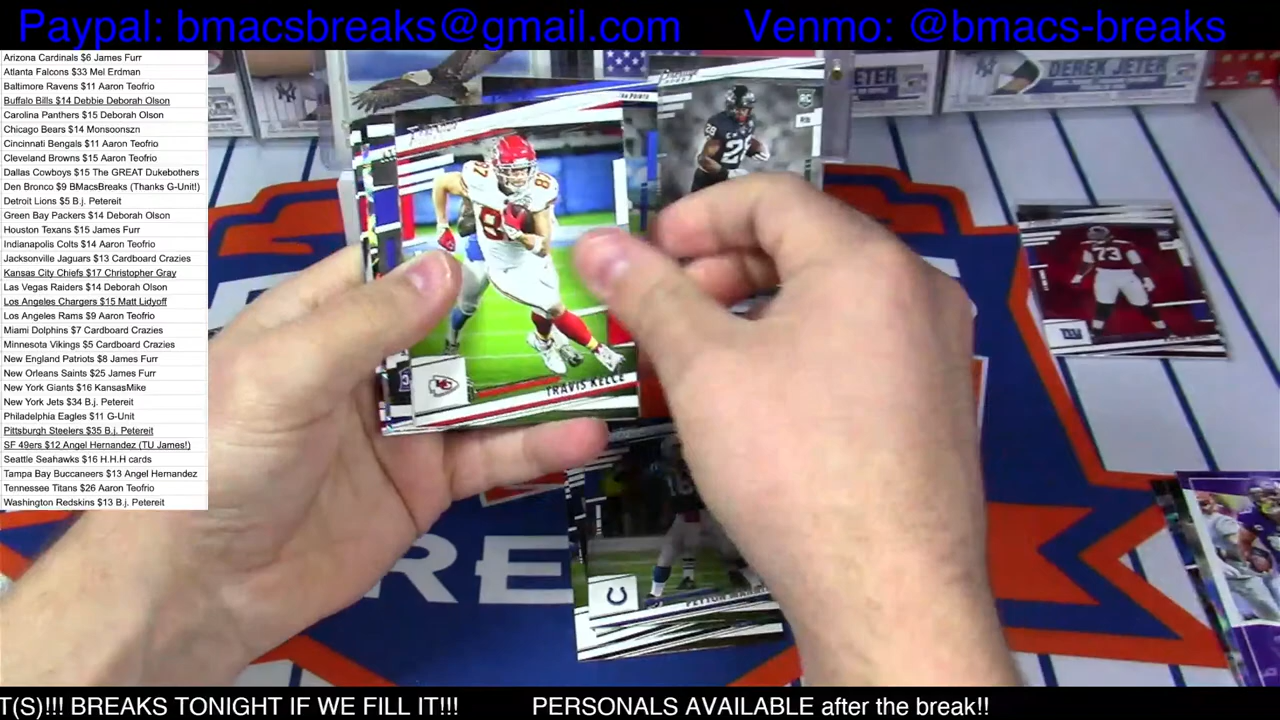 Paypal: bmacsbreaks@gmail.com Venmo: @bmacs-breaks
Arizona Cardinals $6 James Furr
Atlanta Falcons $33 Mel Erdman
Baltimore Ravens $11 Aaron Teofrio
Buffalo Bills $14 Debbie Deborah Olson
Carolina Panthers $15 Deborah Olson
Chicago Bears $14 Monsoonszn
Cincinnati Bengals $11 Aaron Teofrio
Cleveland Browns $15 Aaron Teofrio
Dallas Cowboys $15 The GREAT Dukebothers
Den Bronco $9 BMacsBreaks (Thanks G-Unit!)
Detroit Lions $5 B.j. Petereit
Green Bay Packers $14 Deborah Olson
Houston Texans $15 James Furr
Indianapolis Colts $14 Aaron Teofrio
Jacksonville Jaguars $13 Cardboard Crazies
Kansas City Chiefs $17 Christopher Gray
Las Vegas Raiders $14 Deborah Olson
Los Angeles Chargers $15 Matt Lidyoff
Los Angeles Rams $9 Aaron Teofrio
Miami Dolphins $7 Cardboard Crazies
Minnesota Vikings $5 Cardboard Crazies
New England Patriots $8 James Furr
New Orleans Saints $25 James Furr
New York Giants $16 KansasMike
New York Jets $34 B.j. Petereit
Philadelphia Eagles $11 G-Unit
Pittsburgh Steelers $35 B.j. Petereit
SF 49ers $12 Angel Hernandez (TU James!)
Seattle Seahawks $16 H.H.H cards
Tampa Bay Buccaneers $13 Angel Hernandez
Tennessee Titans $26 Aaron Teofrio
Washington Redskins $13 B.j. Petereit
JETER
DEREK JETER
RC
RB
28
87
87
TRAVIS KELCE
73
RE
PEYTON
T(S)!!! BREAKS TONIGHT IF WE FILL IT!!! PERSONALS AVAILABLE after the break!!